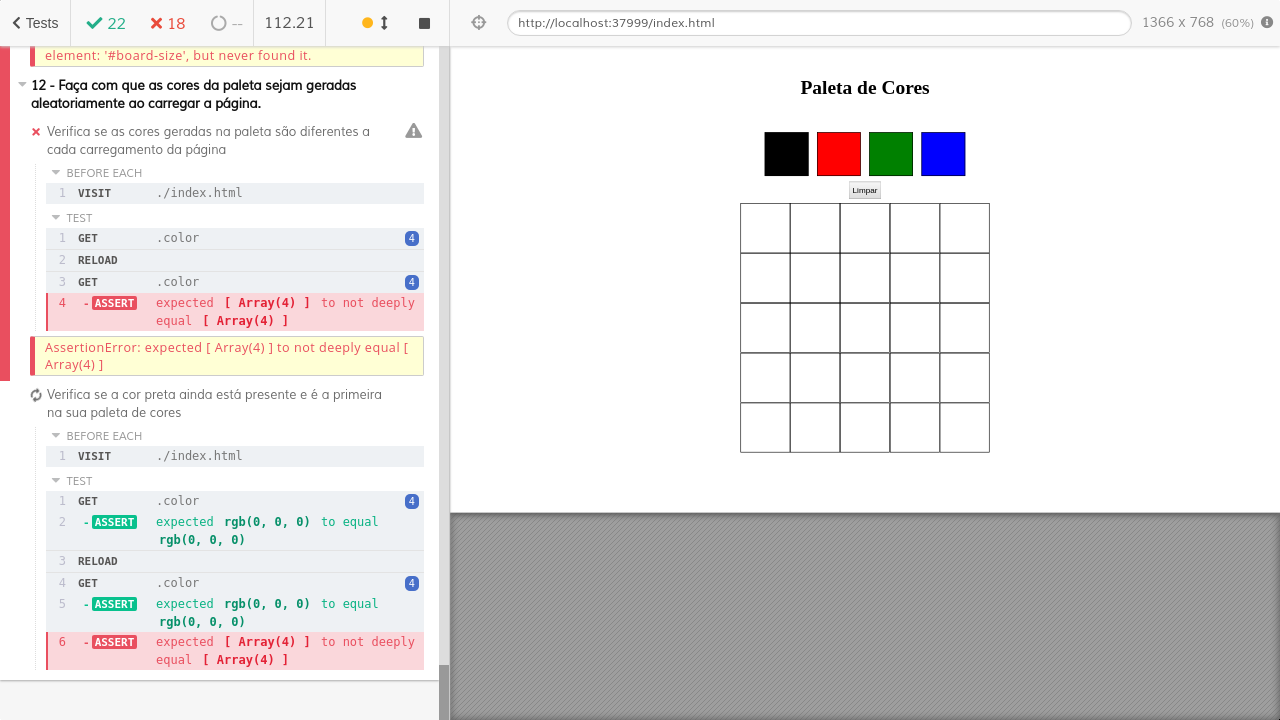 Tests
22
18
--
112.21
http://localhost:37999/index.html
1366 x 768 (60%)
element: '#board-size', but never found it.
12 - Faça com que as cores da paleta sejam geradas
aleatoriamente ao carregar a página.
Verifica se as cores geradas na paleta são diferentes a
cada carregamento da página
BEFORE EACH
1 VISIT ./index.html
TEST
1 GET .color 4
2 RELOAD
3 GET .color 4
4 -ASSERT expected [ Array(4) ] to not deeply
equal [ Array(4) ]
AssertionError: expected [ Array(4) ] to not deeply equal [
Array(4) ]
Verifica se a cor preta ainda está presente e é a primeira
na sua paleta de cores
BEFORE EACH
1 VISIT ./index.html
TEST
1 GET .color 4
2 -ASSERT expected rgb(0, 0, 0) to equal
rgb(0, 0, 0)
3 RELOAD
4 GET .color 4
5 -ASSERT expected rgb(0, 0, 0) to equal
rgb(0, 0, 0)
6 -ASSERT expected [ Array(4) ] to not deeply
equal [ Array(4) ]
Paleta de Cores
Limpar